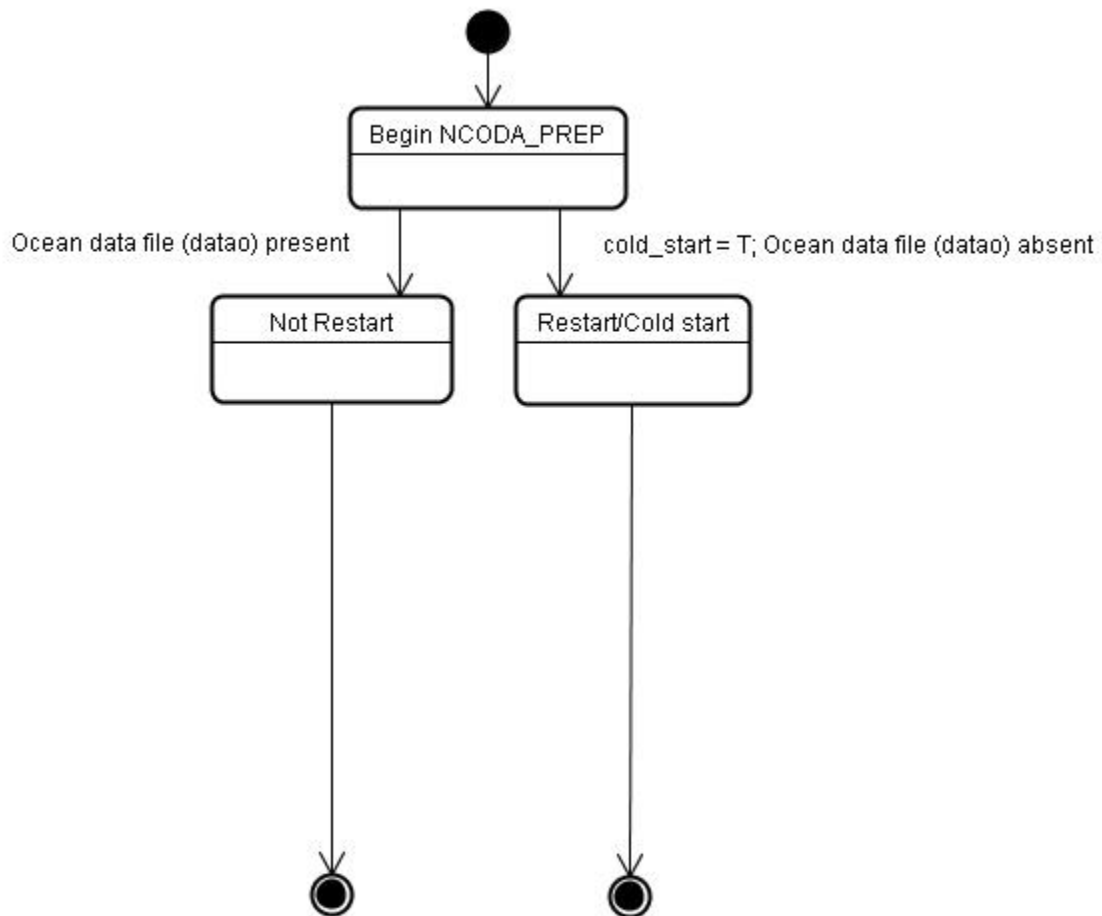 Begin NCODA_PREP
Ocean data file (datao) present
cold_start = T; Ocean data file (datao) absent
Not Restart
Restart/Cold start